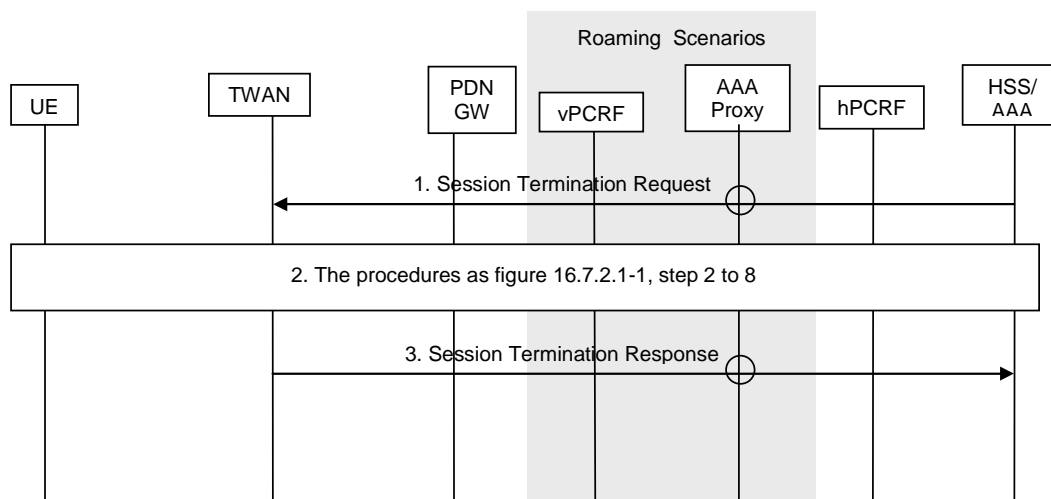 Roaming Scenarios
UE
TWAN
PDN
GW
vPCRF
AAA
Proxy
hPCRF
HSS/
AAA
1. Session Termination Request
2. The procedures as figure 16.7.2.1-1, step 2 to 8
3. Session Termination Response